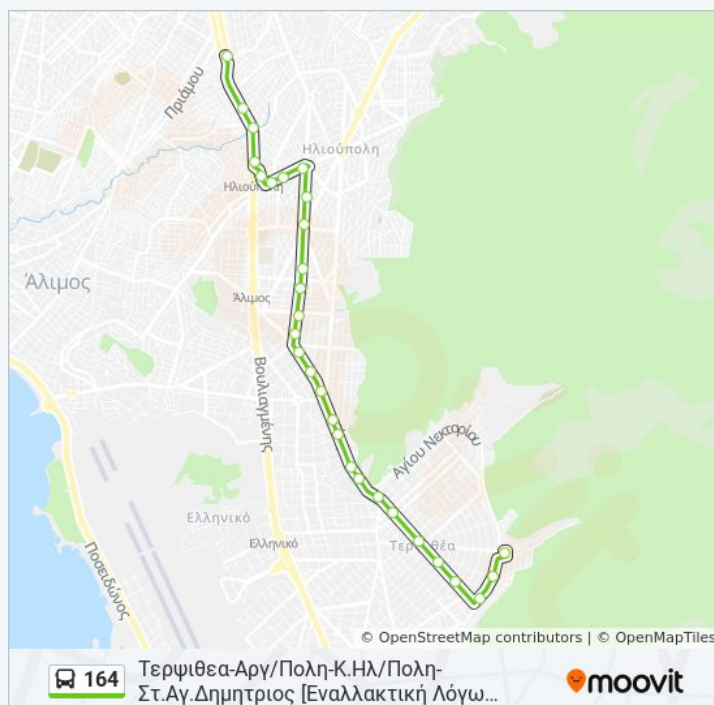 Πριάμου
Ηλιούπολη
Ηλιούπολη
Άλιμος
Άλιμος
Βουλιαγμένης
Αγίου Νεκταρίου
Ελληνικό
Ελληνικό
Τερψιθέα
Ποσειδώνος
© OpenStreetMap contributors | © OpenMapTiles
164
Τερψιθεα-Αργ/Πολη-Κ.Ηλ/Πολη-
Στ.Αγ.Δημητριος [Εναλλακτική Λόγω...
moovit